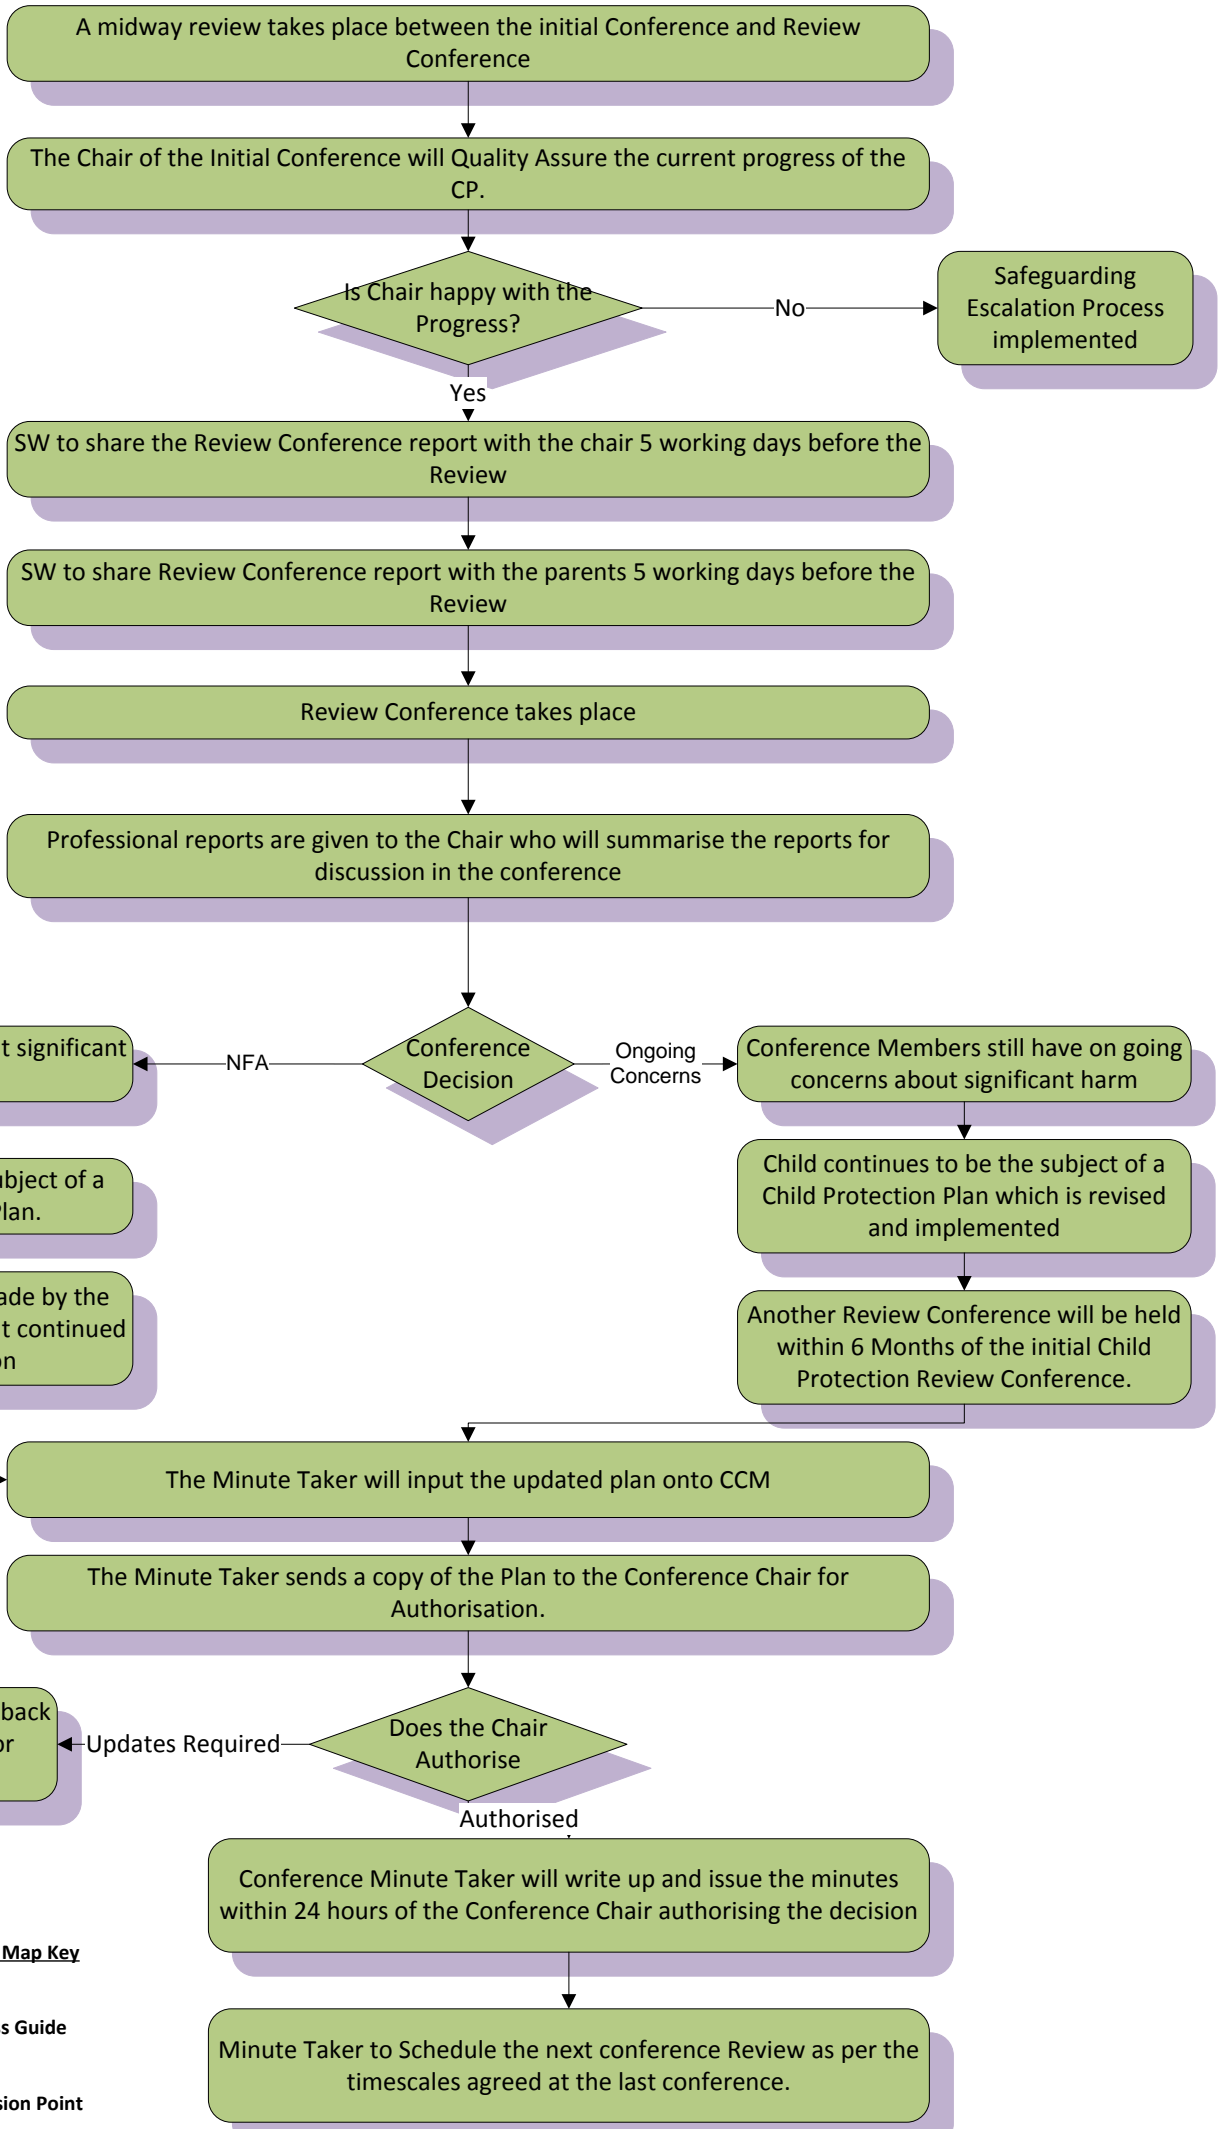 A midway review takes place between the initial Conference and Review
Conference
The Chair of the Initial Conference will Quality Assure the current progress of the
CP.
Is Chair happy with the
Progress?
No
Safeguarding
Escalation Process
implemented
Yes
SW to share the Review Conference report with the chair 5 working days before the
Review
SW to share Review Conference report with the parents 5 working days before the
Review
Review Conference takes place
Professional reports are given to the Chair who will summarise the reports for
discussion in the conference
significant
NFA
Conference
Decision
Ongoing
Concerns
Conference Members still have on going
concerns about significant harm
of a
Child continues to be the subject of a
Child Protection Plan which is revised
and implemented
by the
continued
Another Review Conference will be held
within 6 Months of the initial Child
Protection Review Conference.
The Minute Taker will input the updated plan onto CCM
The Minute Taker sends a copy of the Plan to the Conference Chair for
Authorisation.
back
Updates Required
Does the Chair
Authorise
Authorised
Conference Minute Taker will write up and issue the minutes
within 24 hours of the Conference Chair authorising the decision
Map Key
Guide
Minute Taker to Schedule the next conference Review as per the
timescales agreed at the last conference.
Point